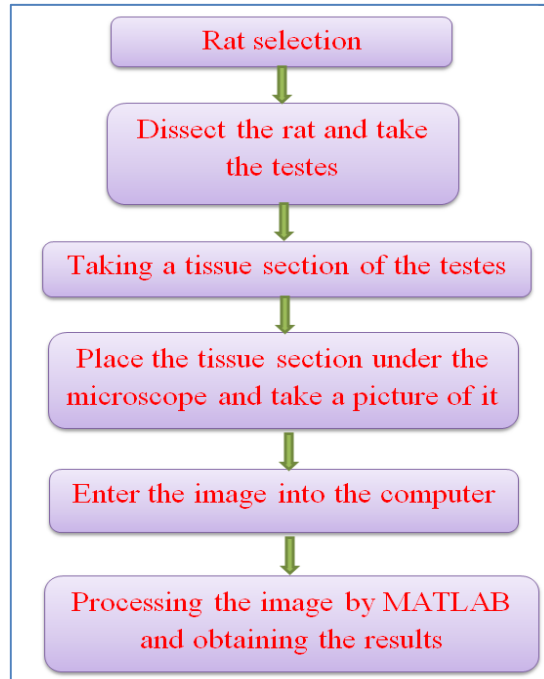 Rat selection
Dissect the rat and take
the testes
Taking a tissue section of the testes
Place the tissue section under the
microscope and take a picture of it
Enter the image into the computer
Processing the image by MATLAB
and obtaining the results